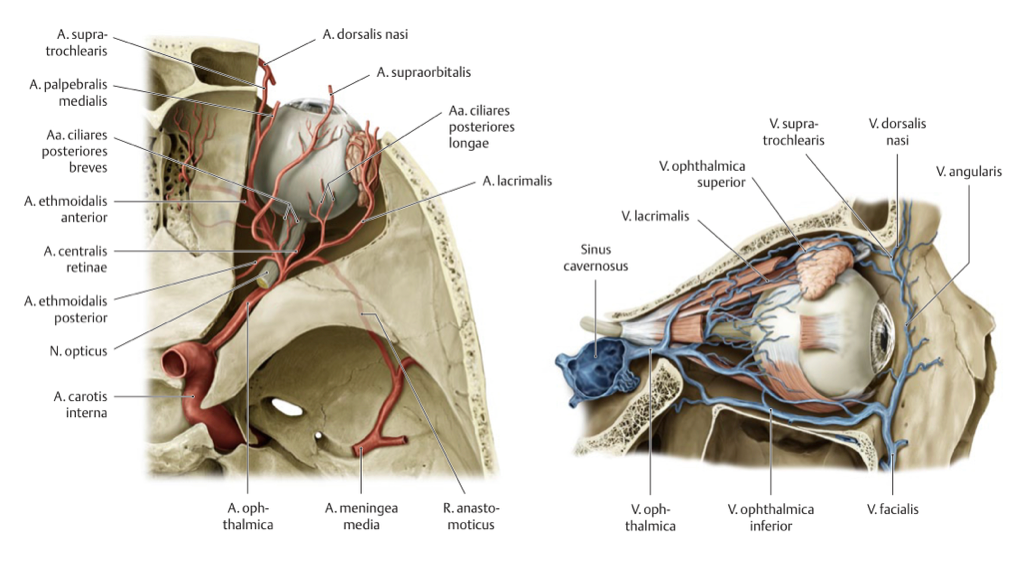 A. supra-
trochlearis
A. palpebralis
medialis
Aa. ciliares
posteriores
breves
A. ethmoidalis
anterior
A. centralis
retinae
A. ethmoidalis
posterior
N. opticus
A. carotis
interna
A. dorsalis nasi
A. supraorbitalis
Aa. ciliares
posteriores
longae
A. lacrimalis
A. oph-
thalmica
A. meningea
media
R. anasto-
moticus
V. supra-
trochlearis
V. dorsalis
nasi
V. angularis
V. ophthalmica
superior
V. lacrimalis
Sinus
cavernosus
V. oph-
thalmica
V. ophthalmica
inferior
V. facialis